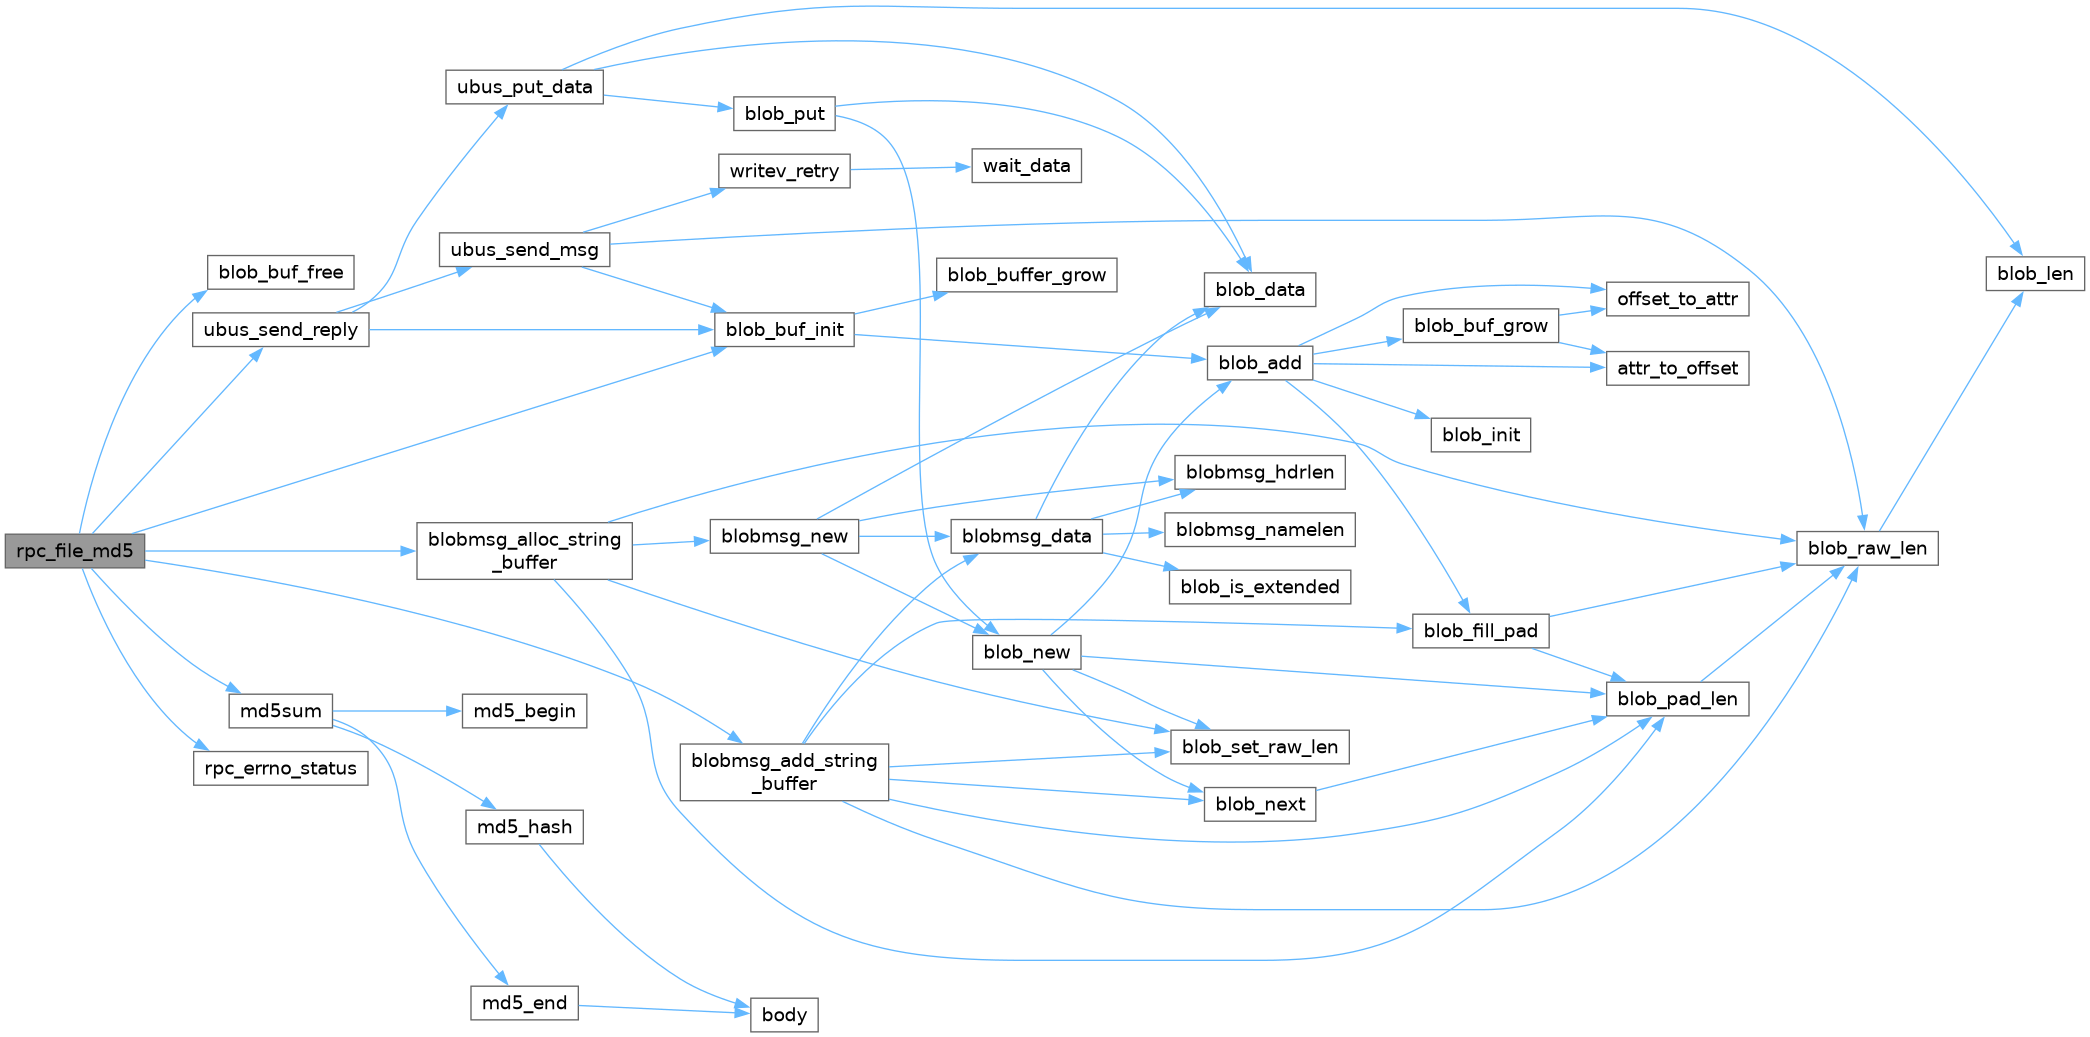 rpc_file_md5
blob_buf_free
ubus_send_reply
blobmsg_alloc_string
_buffer
md5sum
rpc_errno_status
ubus_put_data
ubus_send_msg
blobmsg_add_string
_buffer
md5_begin
md5_hash
md5_end
blob_put
writev_retry
blob_buf_init
blobmsg_new
body
wait_data
blob_buffer_grow
blobmsg_data
blob_new
blob_data
blob_add
blobmsg_hdrlen
blobmsg_namelen
blob_is_extended
blob_set_raw_len
blob_next
blob_buf_grow
blob_init
blob_fill_pad
offset_to_attr
attr_to_offset
blob_pad_len
blob_raw_len
blob_len